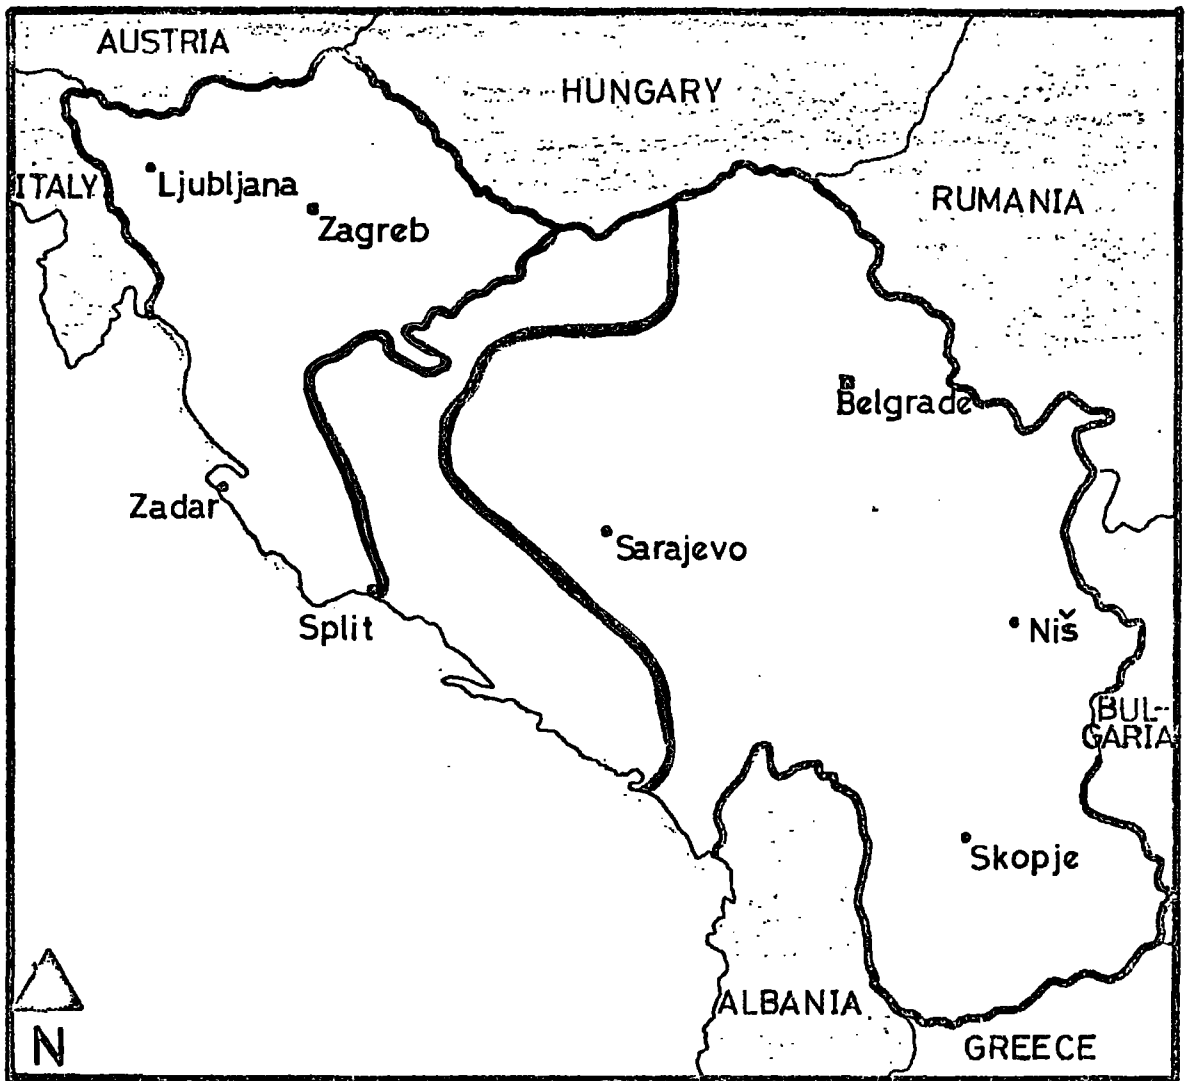 AUSTRIA
HUNGARY
ITALY
Ljubljana
RUMANIA
Zagreb
Belgrade
Zadar
Sarajevo
Split
Niš
BUL-
GARIA
Skopje
ALBANIA
N
GREECE